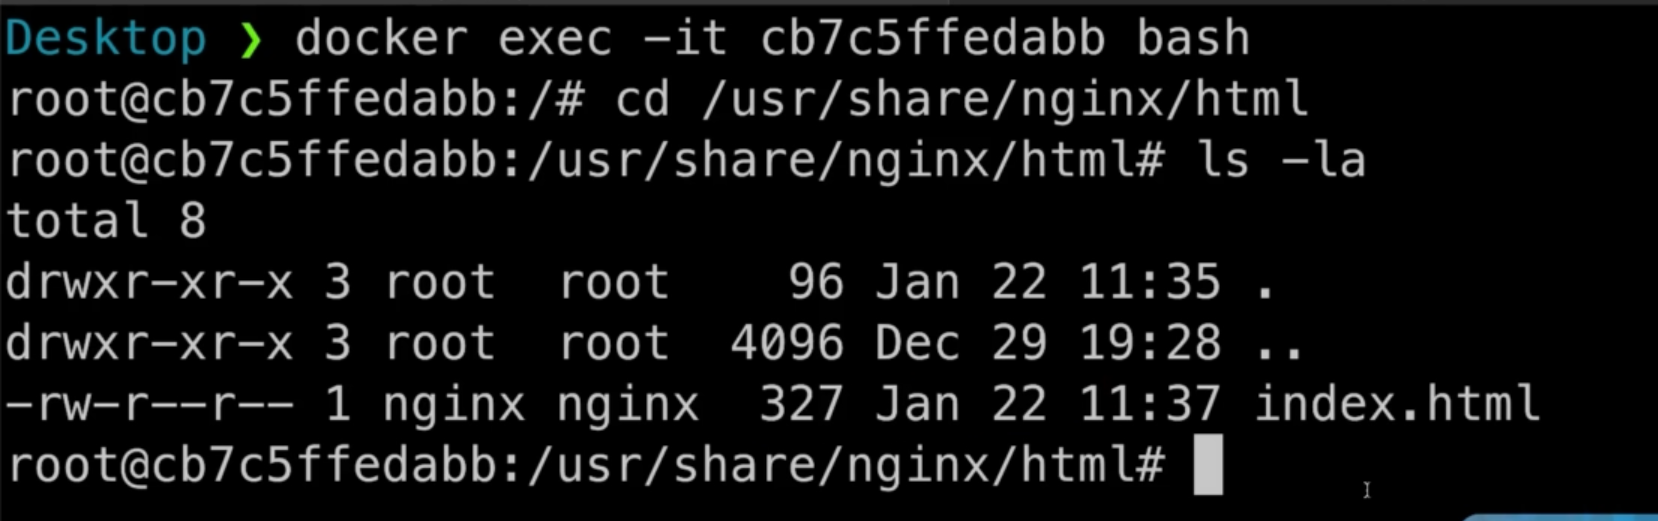 Desktop ❯ docker exec -it cb7c5ffedabb bash
root@cb7c5ffedabb:/# cd /usr/share/nginx/html
root@cb7c5ffedabb:/usr/share/nginx/html# ls -la
total 8
drwxr-xr-x 3 root  root    96 Jan 22 11:35 .
drwxr-xr-x 3 root  root  4096 Dec 29 19:28 ..
-rw-r--r-- 1 nginx nginx  327 Jan 22 11:37 index.html
root@cb7c5ffedabb:/usr/share/nginx/html#